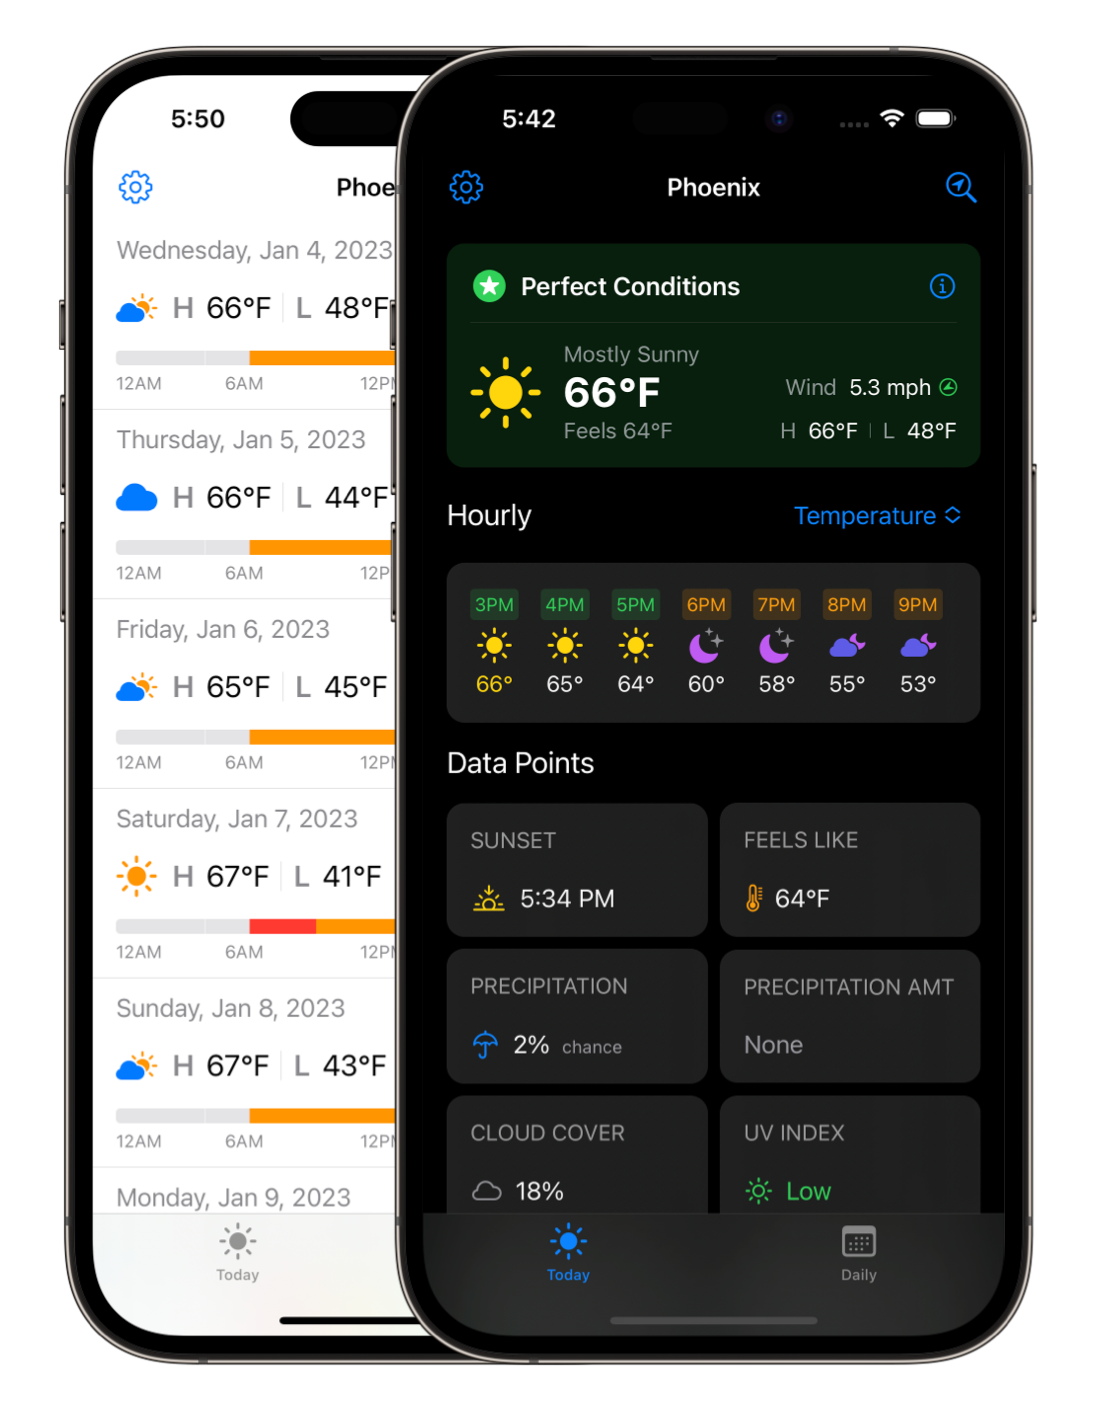 5:50
Phoe
Wednesday, Jan 4, 2023
H 66°F L 48°F
12AM 6AM 12PM
Thursday, Jan 5, 2023
H 66°F L 44°F
12AM 6AM 12P
Friday, Jan 6, 2023
H 65°F L 45°F
12AM 6AM 12PM
Saturday, Jan 7, 2023
H 67°F L 41°F
12AM 6AM 12PM
Sunday, Jan 8, 2023
H 67°F L 43°F
12AM 6AM 12PM
Monday, Jan 9, 2023
Today
5:42
Phoenix
Perfect Conditions
Mostly Sunny
66°F
Wind 5.3 mph
Feels 64°F
H 66°F L 48°F
Hourly
Temperature
3PM 4PM 5PM 6PM 7PM 8PM 9PM
66° 65° 64° 60° 58° 55° 53°
Data Points
SUNSET
5:34 PM
FEELS LIKE
64°F
PRECIPITATION
2% chance
PRECIPITATION AMT
None
CLOUD COVER
18%
UV INDEX
Low
Today
Daily